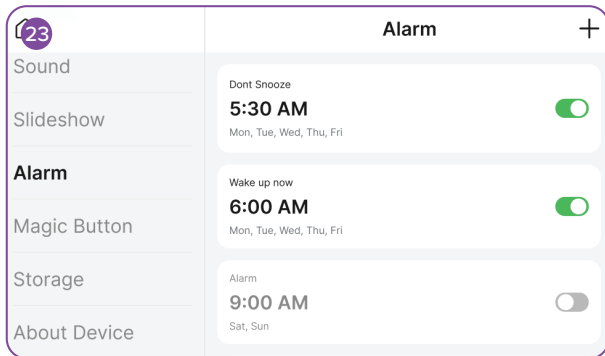 23
Alarm
Sound
Slideshow
Alarm
Magic Button
Storage
About Device
Dont Snooze
5:30 AM
Mon, Tue, Wed, Thu, Fri
Wake up now
6:00 AM
Mon, Tue, Wed, Thu, Fri
Alarm
9:00 AM
Sat, Sun